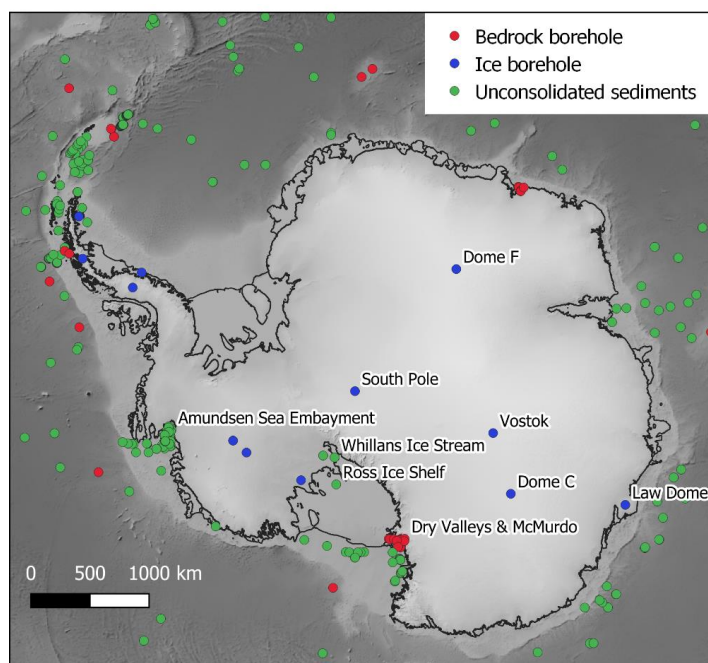 Bedrock borehole
Ice borehole
Unconsolidated sediments
Dome F
South Pole
Amundsen Sea Embayment
Vostok
Whillans Ice Stream
Ross Ice Shelf
Dome C
Law Dome
Dry Valleys & McMurdo
0 500 1000 km